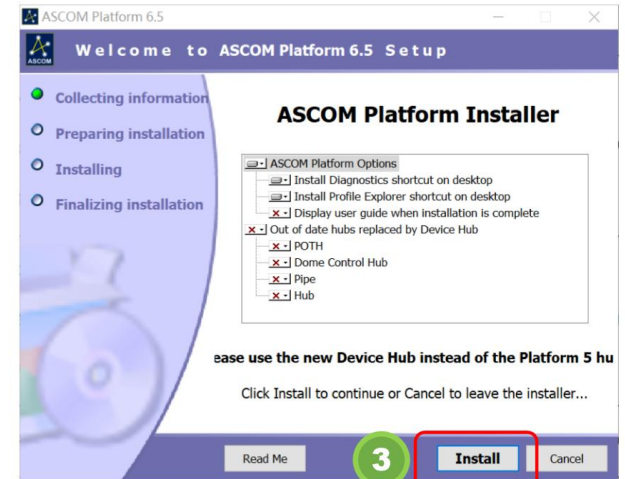 ASCOM Platform 6.5
ASCOM
Welcome to ASCOM Platform 6.5 Setup
Collecting information
Preparing installation
Installing
Finalizing installation
ASCOM Platform Installer
ASCOM Platform Options
Install Diagnostics shortcut on desktop
Install Profile Explorer shortcut on desktop
Display user guide when installation is complete
Out of date hubs replaced by Device Hub
POTH
Dome Control Hub
Pipe
Hub
ease use the new Device Hub instead of the Platform 5 hu
Click Install to continue or Cancel to leave the installer...
Read Me
3
Install
Cancel